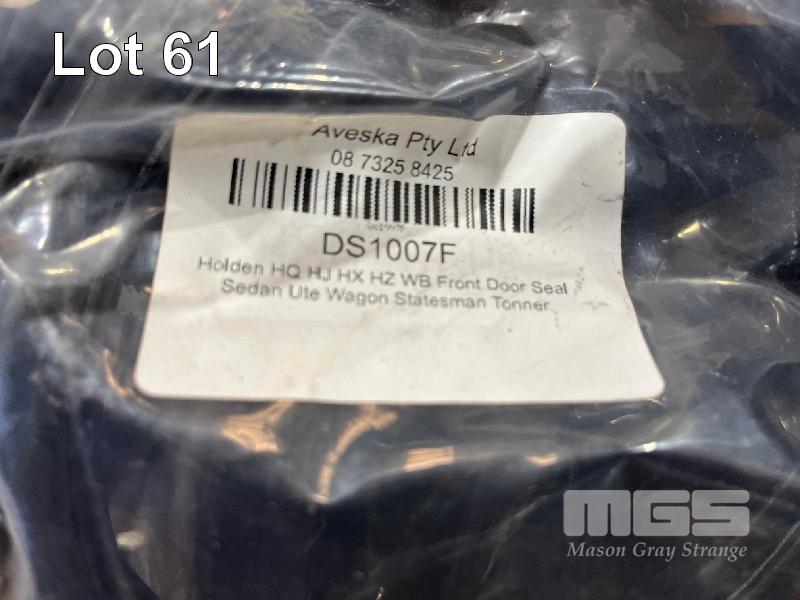 Lot 61
Aveska Pty Ltd
08 7325 8425
DS1007F
Holden HQ HJ HX HZ WB Front Door Seal
Sedan Ute Wagon Statesman Tonner
MGS
Mason Gray Strange